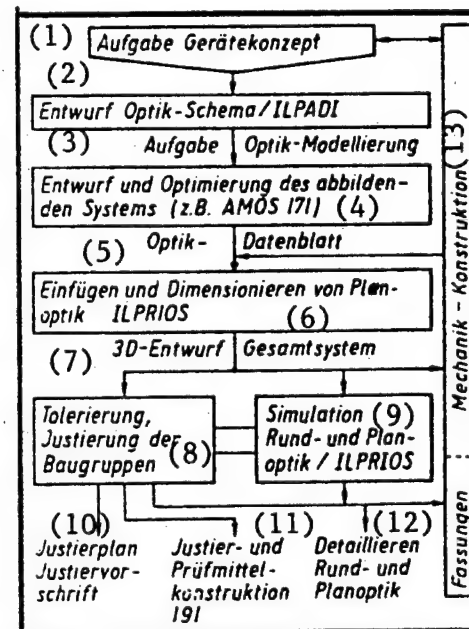 (1) Aufgabe Gerätekonzept
(2)
Entwurf Optik-Schema/ILPADI
(3) Aufgabe Optik-Modellierung
Entwurf und Optimierung des abbilden-
den Systems (z.B. AMOS 171) (4)
(5) Optik- Datenblatt
Einfügen und Dimensionieren von Plan-
optik ILPRIOS (6)
(7) 3D-Entwurf Gesamtsystem
Tolerierung,
Justierung der
Baugruppen (8)
Simulation (9)
Rund- und Plan-
optik / ILPRIOS
(10)
Justierplan
Justiervor-
schrift
(11)
Justier- und
Prüfmittel-
konstruktion
191
(12)
Detaillieren
Rund- und
Planoptik
Mechanik - Konstruktion (13)
Fassungen